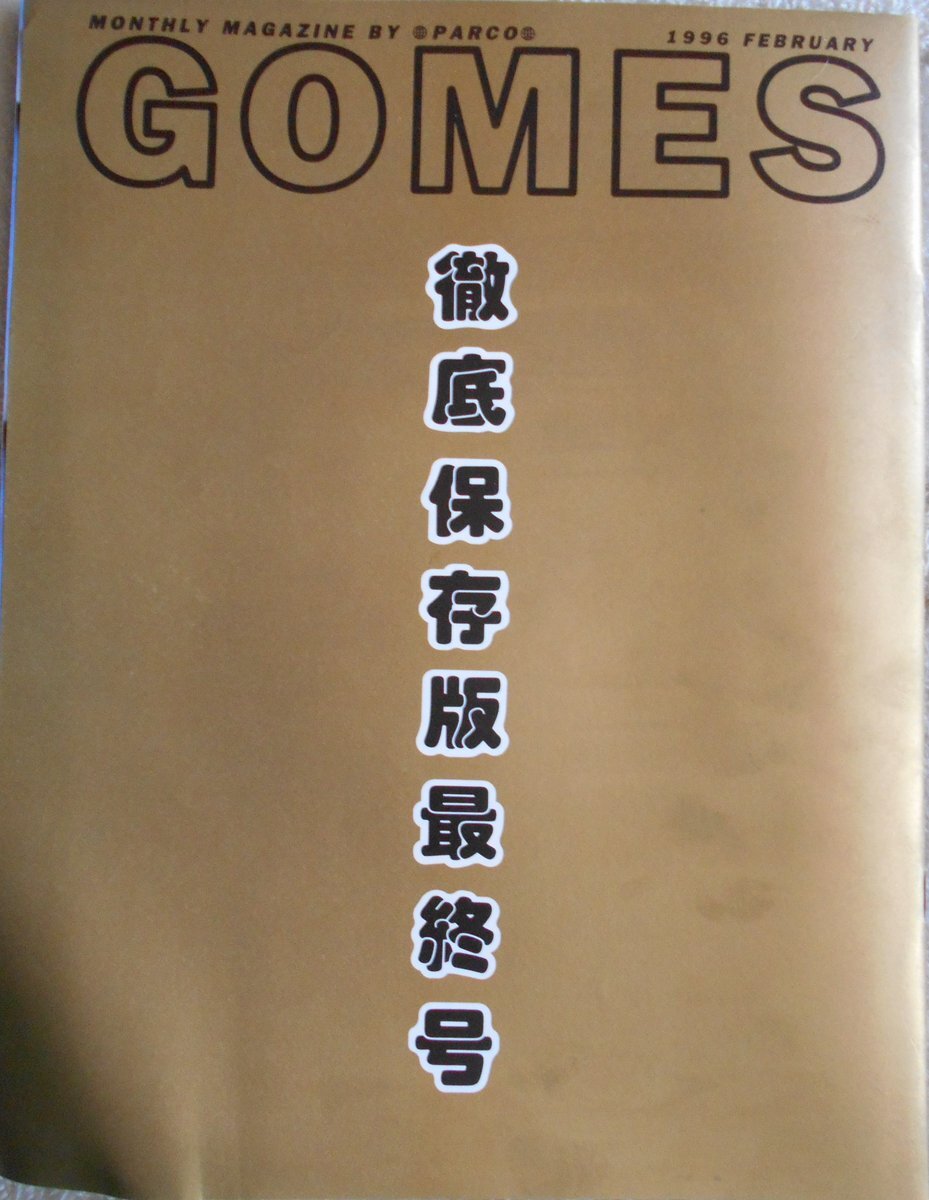 MONTHLY MAGAZINE BY PARCO
1996 FEBRUARY
GOMES
徹底保存版最終号